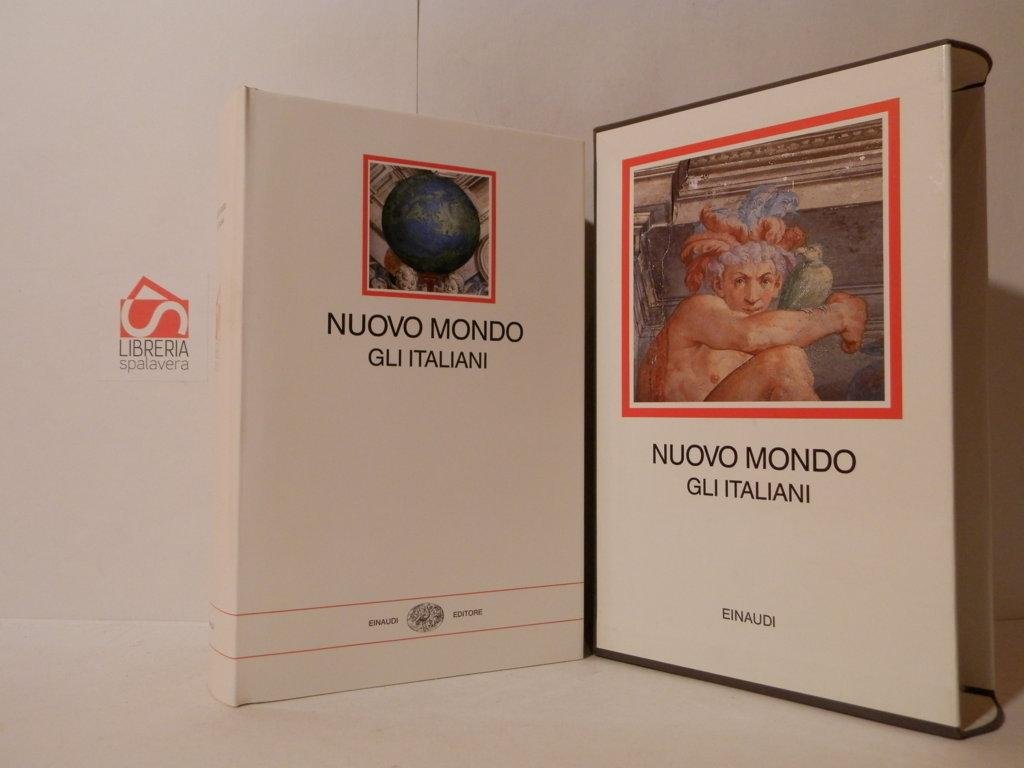 LIBRERIA
spalavera
NUOVO MONDO
GLI ITALIANI
EINAUDI EDITORE
NUOVO MONDO
GLI ITALIANI
EINAUDI